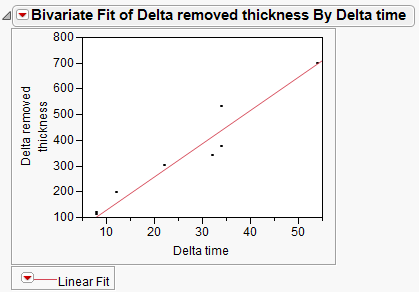 Bivariate Fit of Delta removed thickness By Delta time
800
700
600
500
400
300
200
100
Delta removed
thickness
10
20
30
40
50
Delta time
Linear Fit